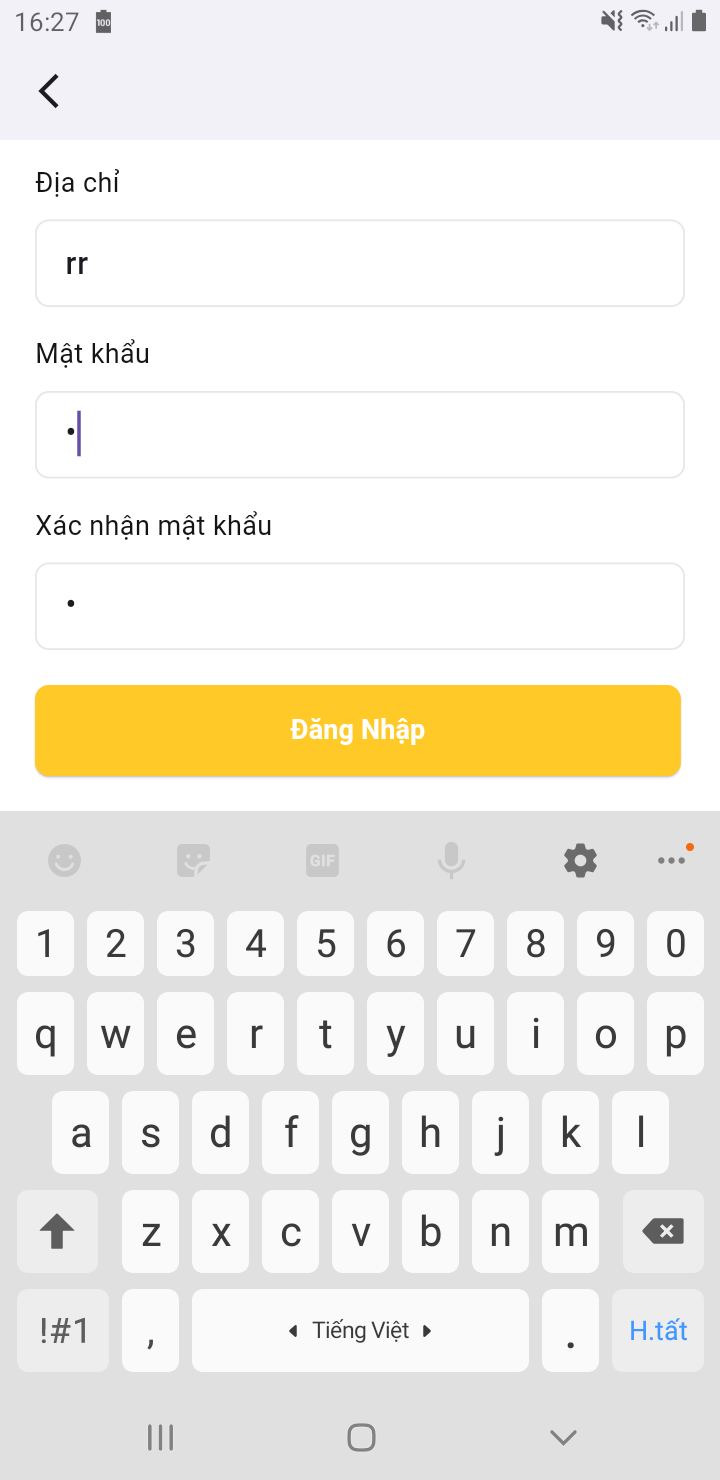 16:27 100
Địa chỉ
rr
Mật khẩu
•
Xác nhận mật khẩu
•
Đăng Nhập
GIF
1 2 3 4 5 6 7 8 9 0
q w e r t y u i o p
a s d f g h j k l
z x c v b n m
!#1 , Tiếng Việt . H.tất